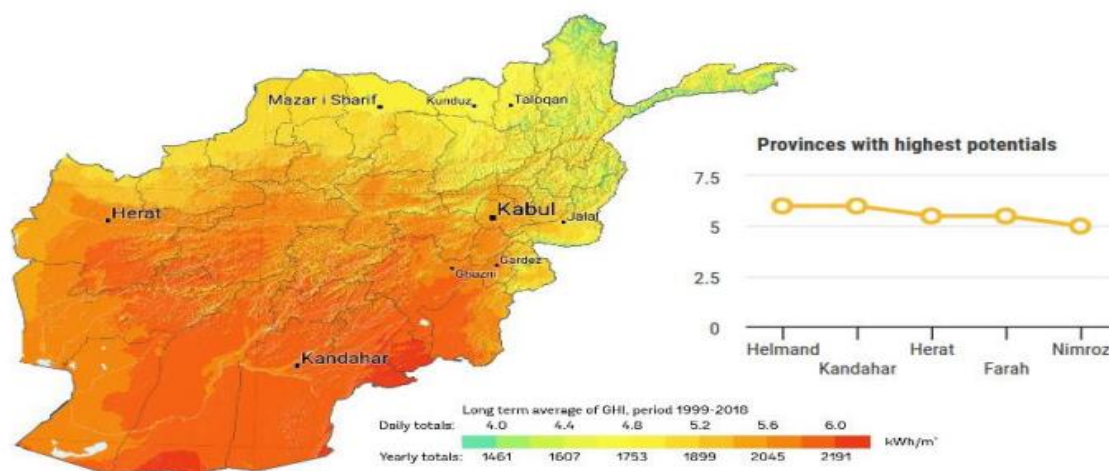 Mazar i Sharif
Kunduz
Taloqan
Herat
Kabul
Jalal
Gardez
Ghazni
Kandahar
Provinces with highest potentials
7.5
5
2.5
0
Helmand
Kandahar
Herat
Farah
Nimroz
Long term average of GHI, period 1999-2018
Daily totals: 4.0 4.4 4.8 5.2 5.6 6.0
kWh/m²
Yearly totals: 1461 1607 1753 1899 2045 2191